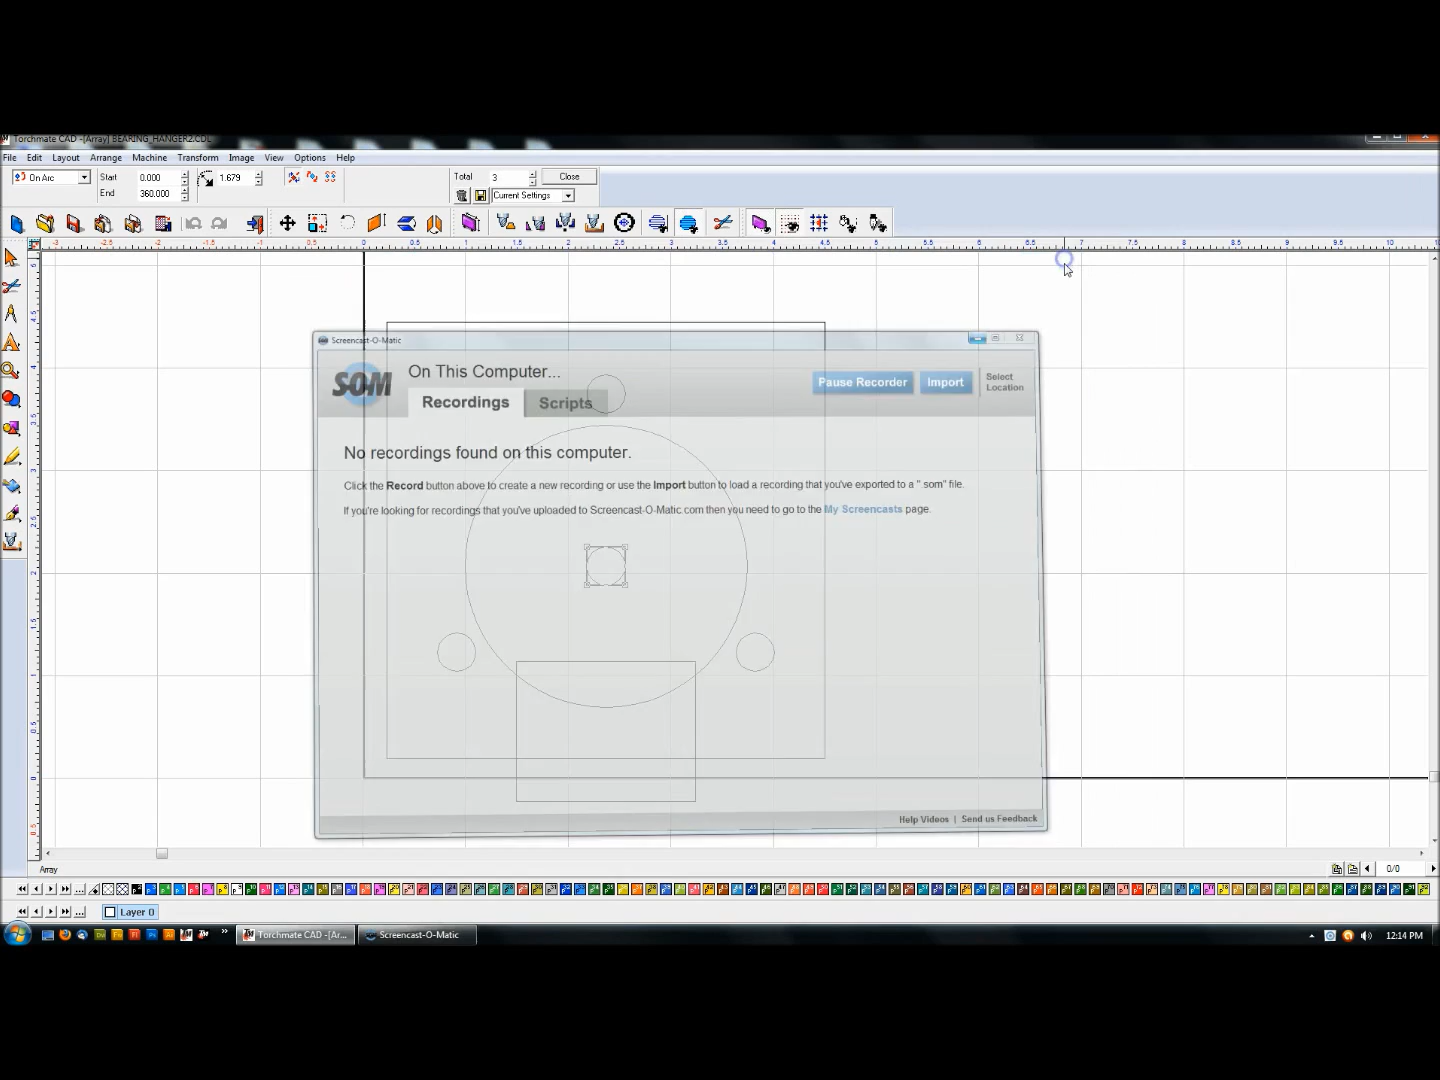 Torchmate CAD -[Array] BEARING_HANGER2.CDL
File Edit Layout Arrange Machine Transform Image View Options Help
On Arc Start 0.000 1.679 Total 3 Close
End 360.000 Current Settings
Screencast-O-Matic
SOM On This Computer...
Pause Recorder Import Select Location
Recordings Scripts
No recordings found on this computer.
Click the Record button above to create a new recording or use the Import button to load a recording that you've exported to a ".som" file.
If you're looking for recordings that you've uploaded to Screencast-O-Matic.com then you need to go to the My Screencasts page.
Help Videos | Send us Feedback
Array 0/0
Layer 0
Torchmate CAD -[Ar... Screencast-O-Matic 12:14 PM